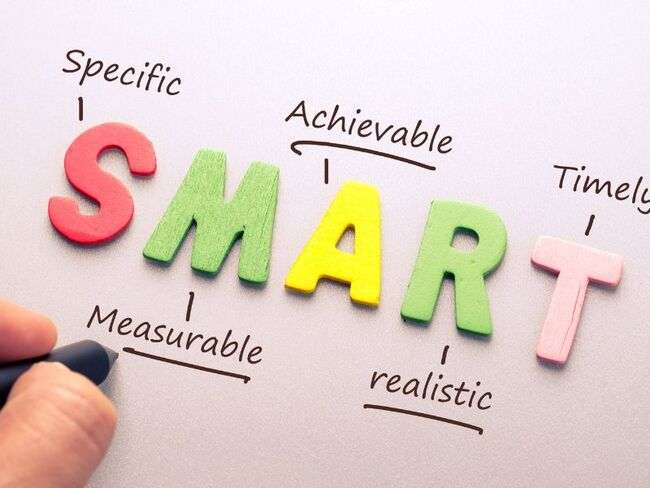 Specific
Achievable
Timely
SMART
Measurable
realistic